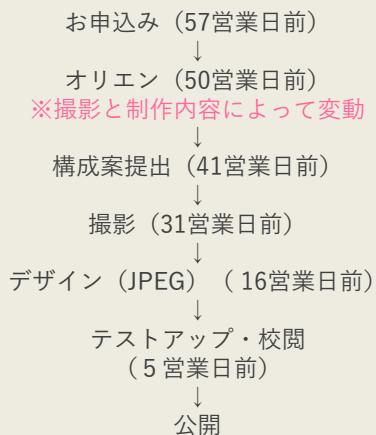 お申込み（57営業日前）
↓
オリエン（50営業日前）
※撮影と制作内容によって変動
↓
構成案提出（41営業日前）
↓
撮影（31営業日前）
↓
デザイン（JPEG）（ 16営業日前）
↓
テストアップ・校閲
（５営業日前）
↓
公開